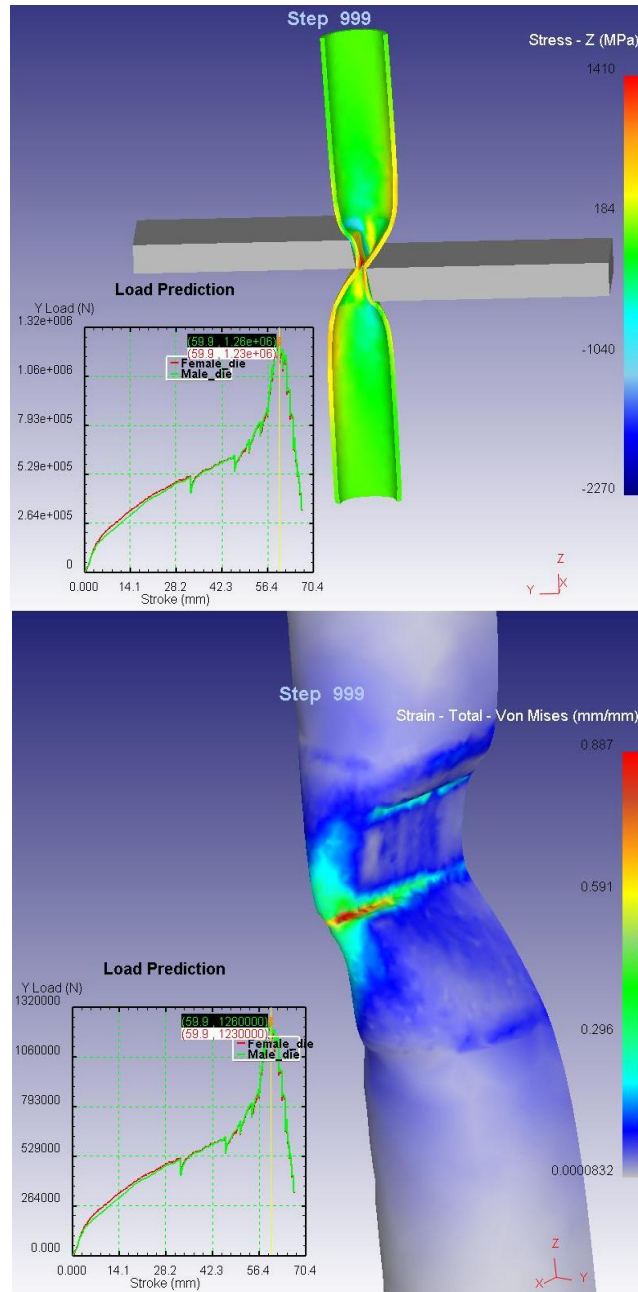 Step 999
Stress - Z (MPa)
1410
184
-1040
-2270
Load Prediction
Y Load (N)
1.32e+006
1.06e+006
7.93e+005
5.29e+005
2.64e+005
0
(59.9 , 1.26e+06)
(59.9 , 1.23e+06)
Female_die
Male_die
0.000 14.1 28.2 42.3 56.4 70.4
Stroke (mm)
Z
Y X
Step 999
Strain - Total - Von Mises (mm/mm)
0.887
0.591
0.296
0.0000832
Load Prediction
Y Load (N)
1320000
1060000
793000
529000
264000
0.000
(59.9 , 1260000)
(59.9 , 1230000)
Female_die
Male_die
0.000 14.1 28.2 42.3 56.4 70.4
Stroke (mm)
Z
X Y